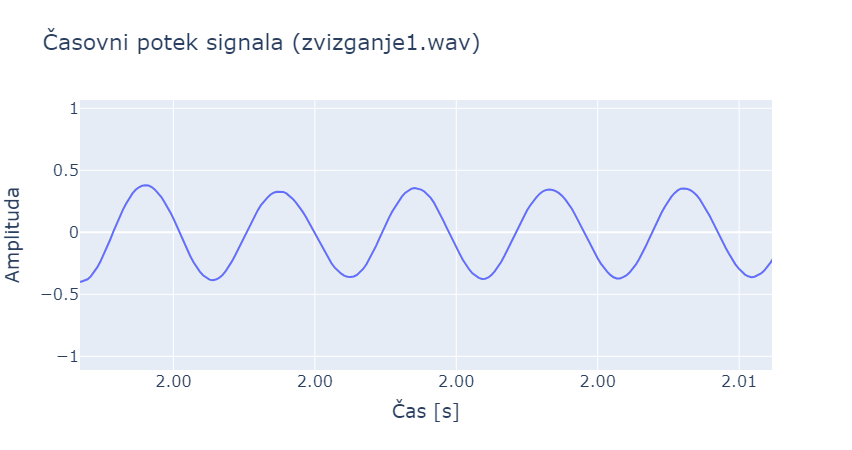 Časovni potek signala (zvizganje1.wav)
Amplituda
1
0.5
0
−0.5
−1
2.00 2.00 2.00 2.00 2.01
Čas [s]